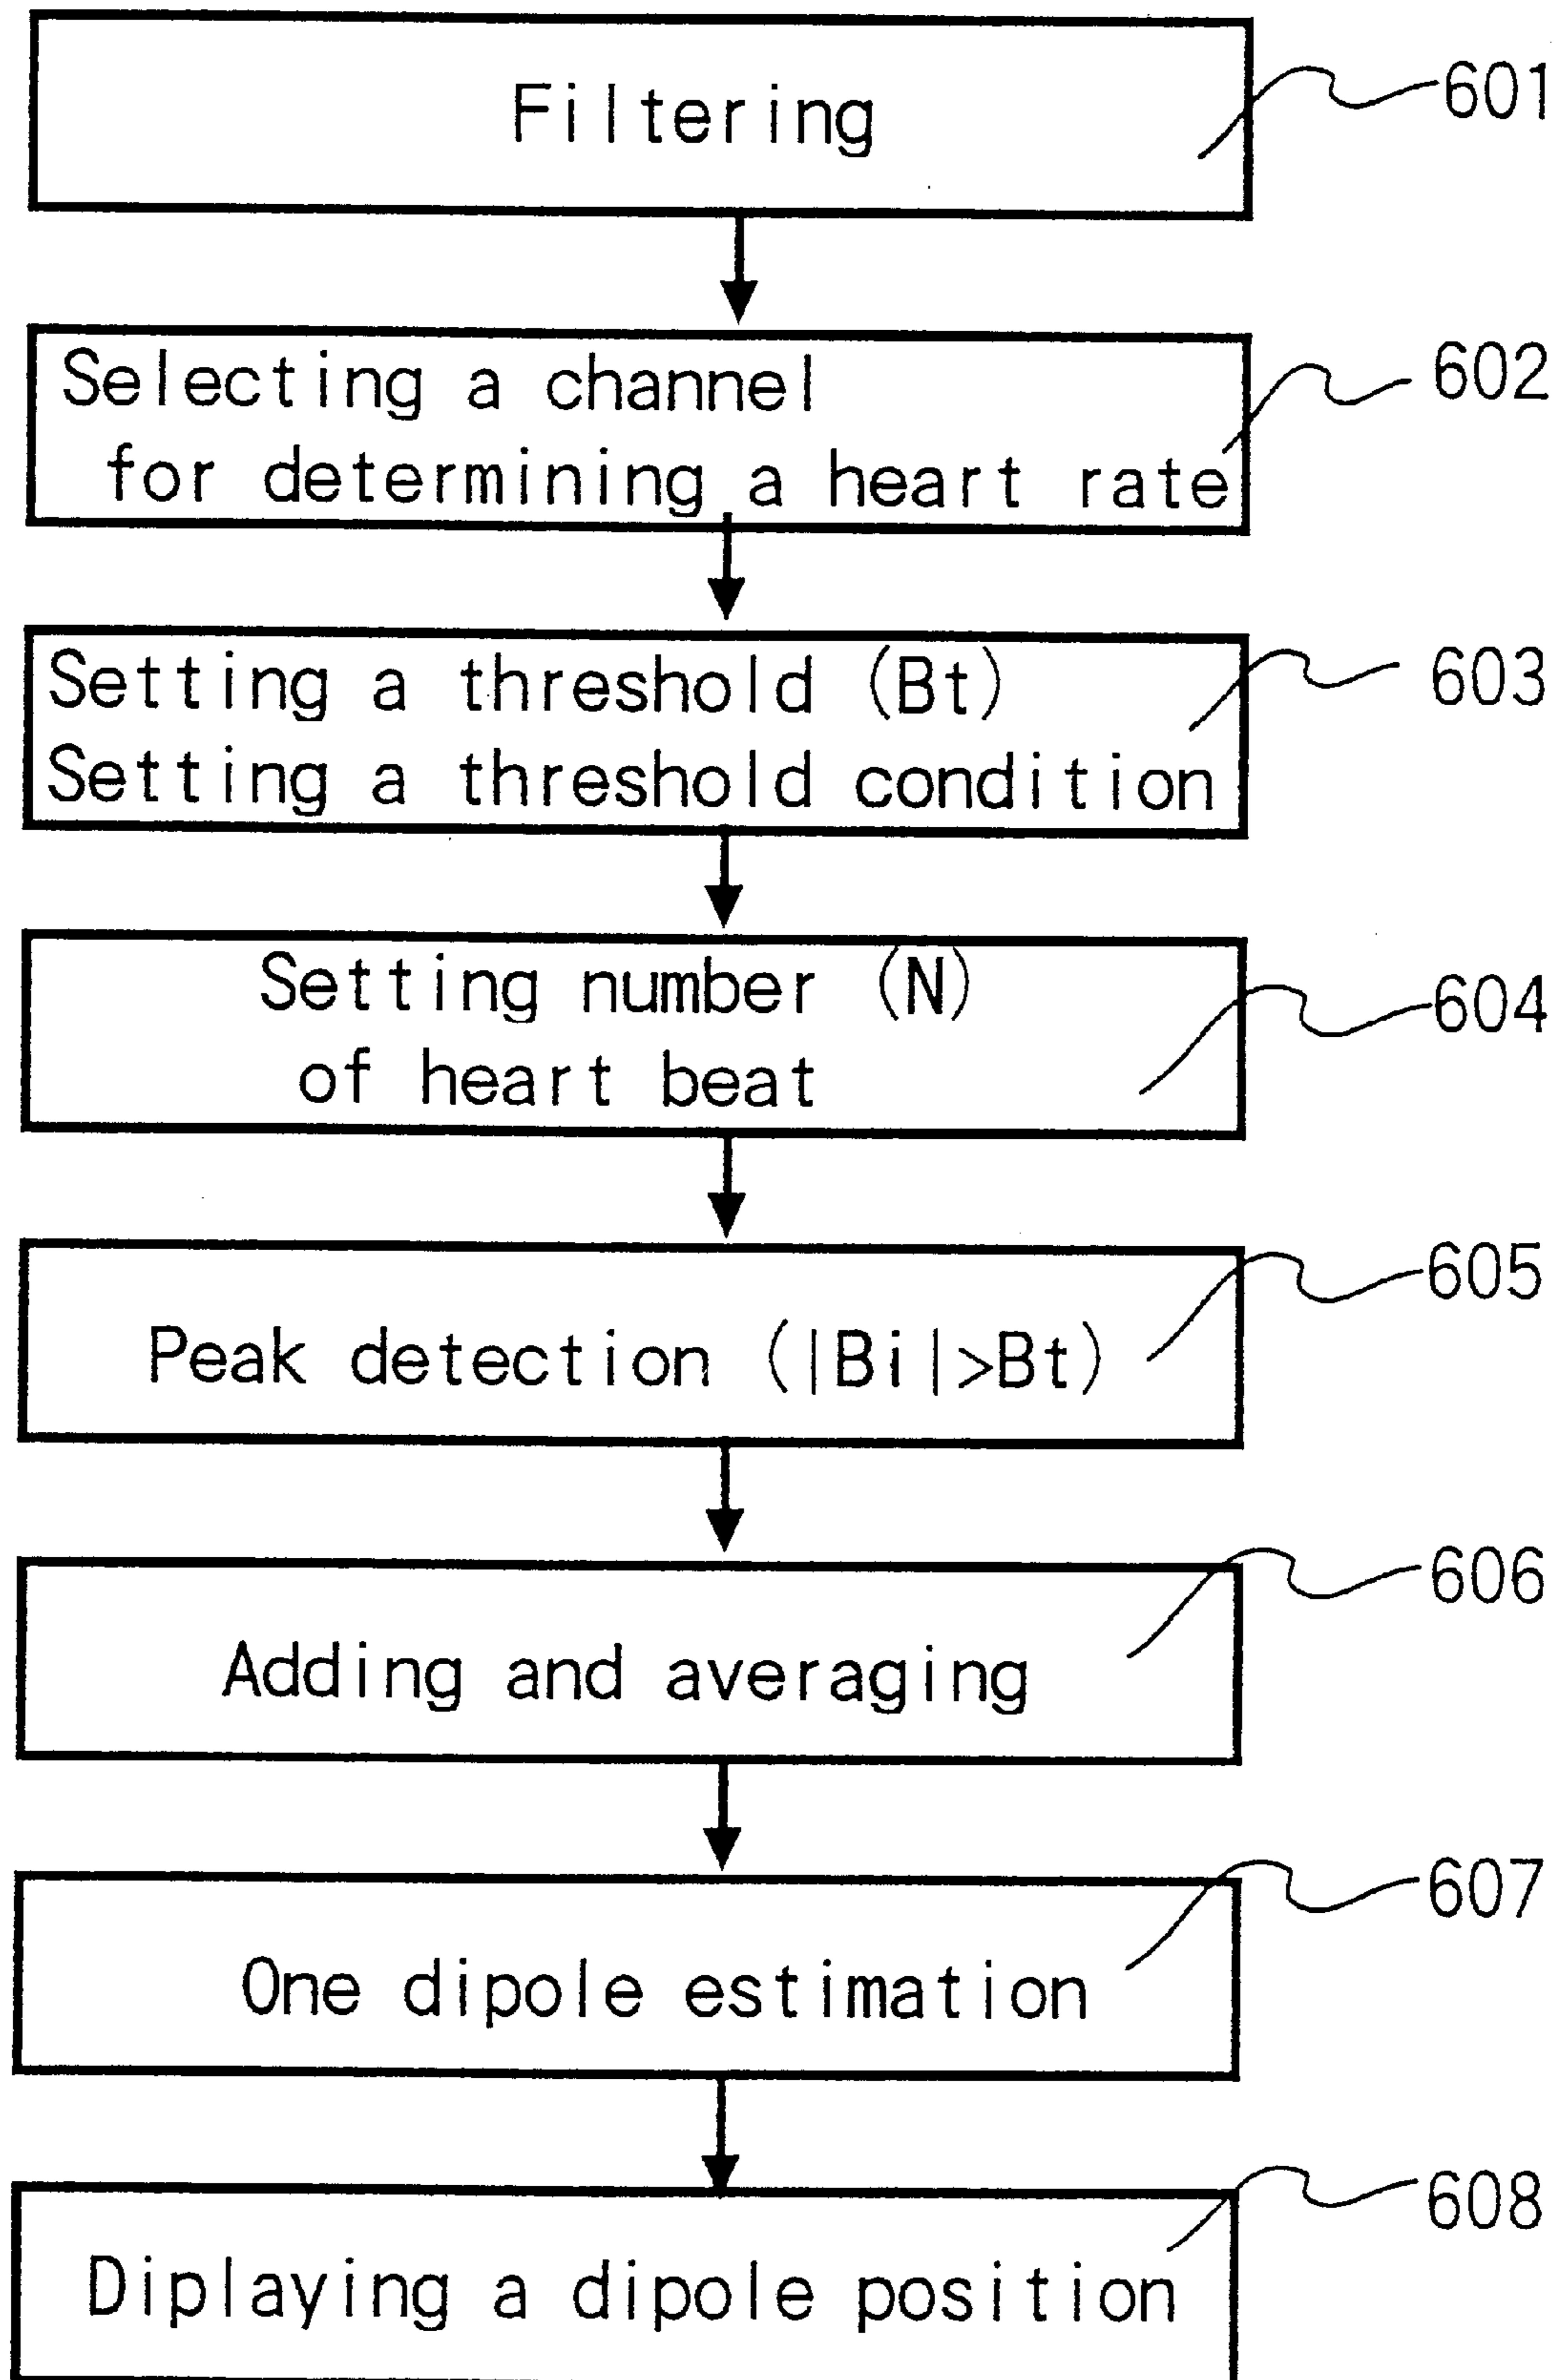 Filtering
601
Selecting a channel
for determining a heart rate
602
Setting a threshold (Bt)
Setting a threshold condition
603
Setting number (N)
of heart beat
604
Peak detection (|Bi|>Bt)
605
Adding and averaging
606
One dipole estimation
607
Diplaying a dipole position
608